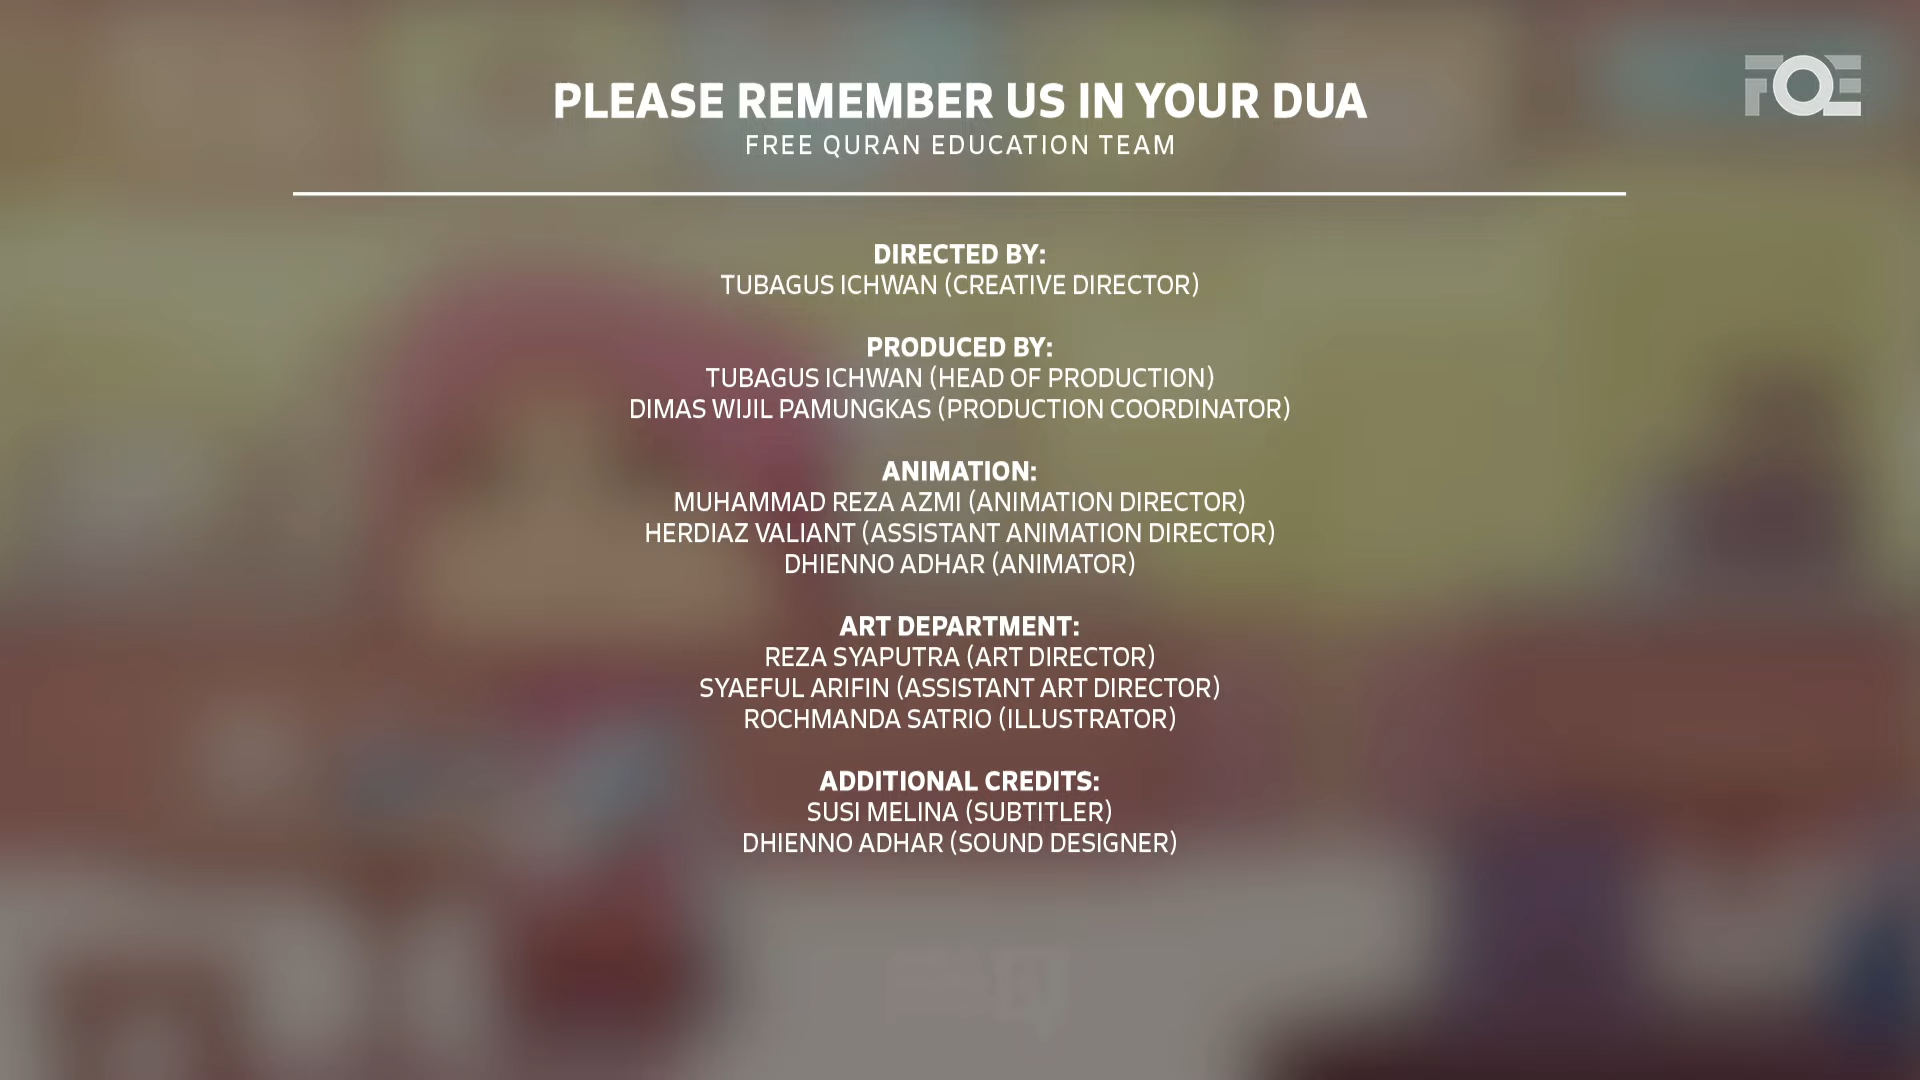 PLEASE REMEMBER US IN YOUR DUA
FREE QURAN EDUCATION TEAM
FQE
DIRECTED BY:
TUBAGUS ICHWAN (CREATIVE DIRECTOR)
PRODUCED BY:
TUBAGUS ICHWAN (HEAD OF PRODUCTION)
DIMAS WIJIL PAMUNGKAS (PRODUCTION COORDINATOR)
ANIMATION:
MUHAMMAD REZA AZMI (ANIMATION DIRECTOR)
HERDIAZ VALIANT (ASSISTANT ANIMATION DIRECTOR)
DHIENNO ADHAR (ANIMATOR)
ART DEPARTMENT:
REZA SYAPUTRA (ART DIRECTOR)
SYAEFUL ARIFIN (ASSISTANT ART DIRECTOR)
ROCHMANDA SATRIO (ILLUSTRATOR)
ADDITIONAL CREDITS:
SUSI MELINA (SUBTITLER)
DHIENNO ADHAR (SOUND DESIGNER)